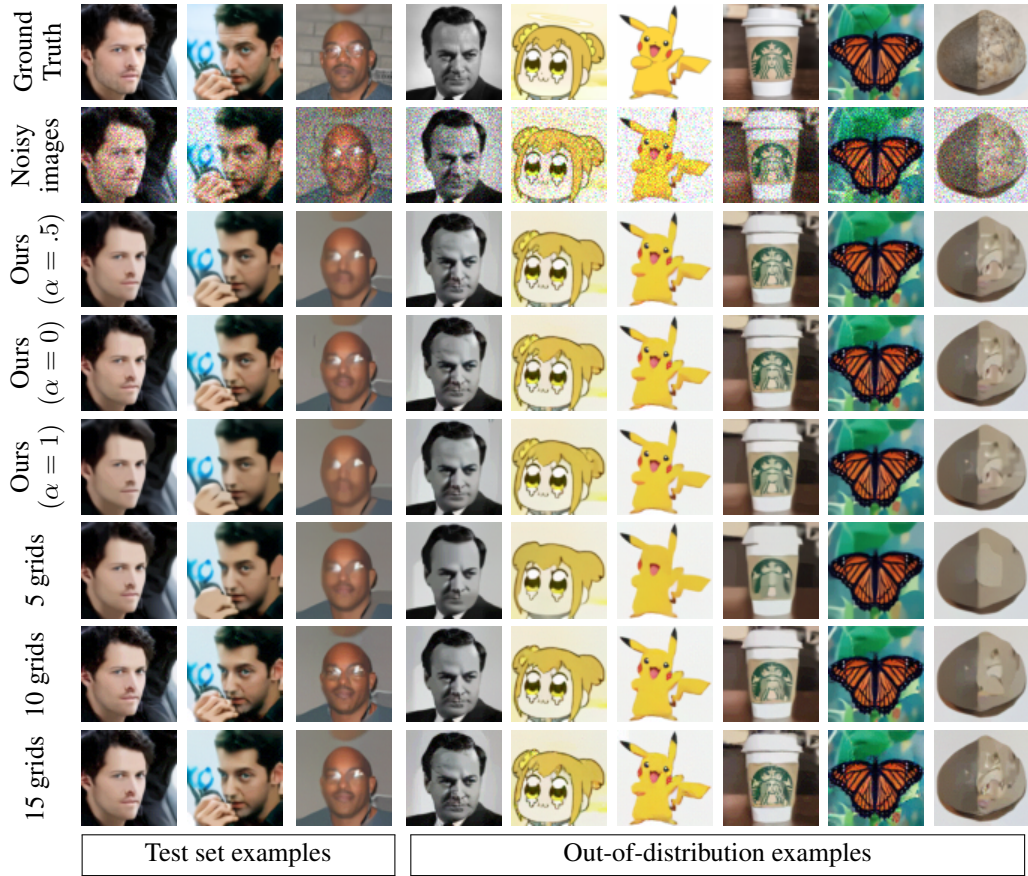 Ground
Truth
Noisy
images
Ours
(α = .5)
Ours
(α = 0)
Ours
(α = 1)
5 grids
10 grids
15 grids
Test set examples
Out-of-distribution examples